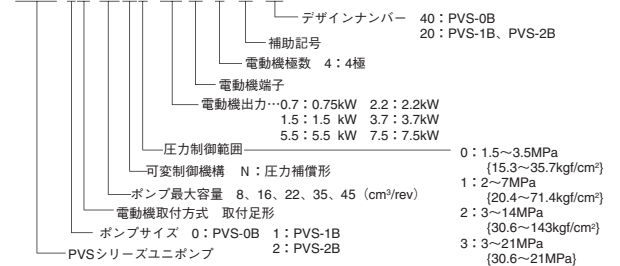 デザインナンバー 40：PVS-0B
20：PVS-1B、PVS-2B
補助記号
電動機極数 4：4極
電動機端子
電動機出力…0.7：0.75kW 2.2：2.2kW
1.5：1.5 kW 3.7：3.7kW
5.5：5.5 kW 7.5：7.5kW
圧力制御範囲
0：1.5〜3.5MPa
{15.3〜35.7kgf/cm²}
1：2〜7MPa
{20.4〜71.4kgf/cm²}
2：3〜14MPa
{30.6〜143kgf/cm²}
3：3〜21MPa
{30.6〜21MPa}
可変制御機構 N：圧力補償形
ポンプ最大容量 8、16、22、35、45（cm³/rev）
電動機取付方式 取付足形
ポンプサイズ 0：PVS-0B 1：PVS-1B
2：PVS-2B
PVSシリーズユニポンプ